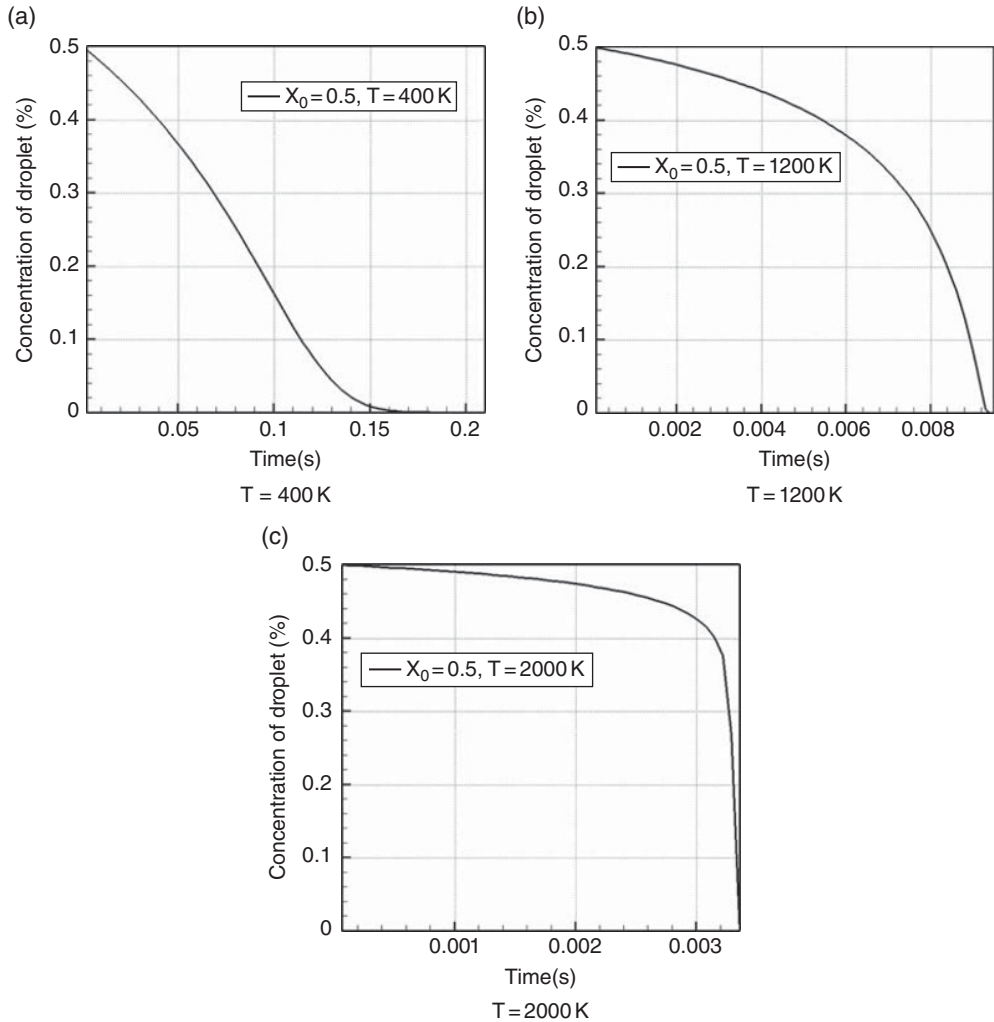 (a)
Concentration of droplet (%)
0.5
0.4
0.3
0.2
0.1
0
X₀=0.5, T=400 K
0.05 0.1 0.15 0.2
Time(s)
T = 400 K
(b)
Concentration of droplet (%)
0.5
0.4
0.3
0.2
0.1
0
X₀=0.5, T=1200 K
0.002 0.004 0.006 0.008
Time(s)
T=1200 K
(c)
Concentration of droplet (%)
0.5
0.4
0.3
0.2
0.1
0
X₀=0.5, T=2000 K
0.001 0.002 0.003
Time(s)
T=2000 K